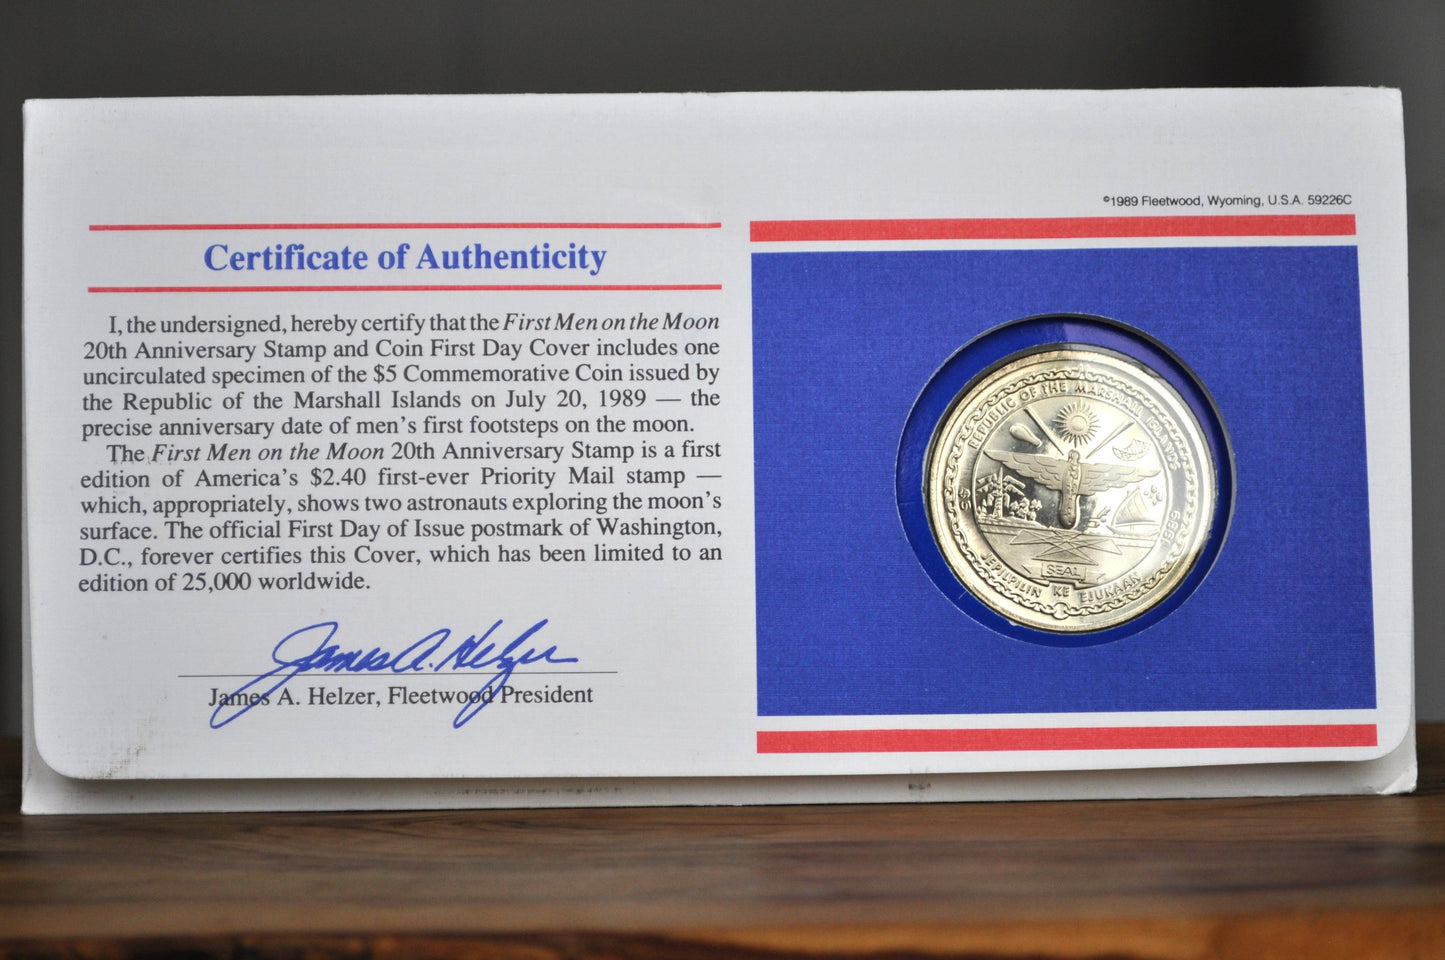 ©1989 Fleetwood, Wyoming, U.S.A. 59226C
Certificate of Authenticity
I, the undersigned, hereby certify that the First Men on the Moon
20th Anniversary Stamp and Coin First Day Cover includes one
uncirculated specimen of the $5 Commemorative Coin issued by
the Republic of the Marshall Islands on July 20, 1989 — the
precise anniversary date of men's first footsteps on the moon.
The First Men on the Moon 20th Anniversary Stamp is a first
edition of America's $2.40 first-ever Priority Mail stamp —
which, appropriately, shows two astronauts exploring the moon's
surface. The official First Day of Issue postmark of Washington,
D.C., forever certifies this Cover, which has been limited to an
edition of 25,000 worldwide.
James A. Helzer
James A. Helzer, Fleetwood President
REPUBLIC OF THE MARSHALL ISLANDS
$5
1989
SEAL
JEPILPILIN KE EJUKAAN